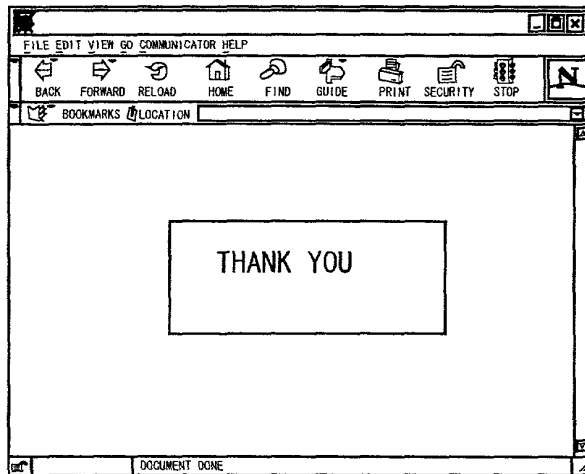 FILE EDIT VIEW GO COMMUNICATOR HELP
BACK FORWARD RELOAD HOME FIND GUIDE PRINT SECURITY STOP N
BOOKMARKS LOCATION
THANK YOU
DOCUMENT DONE